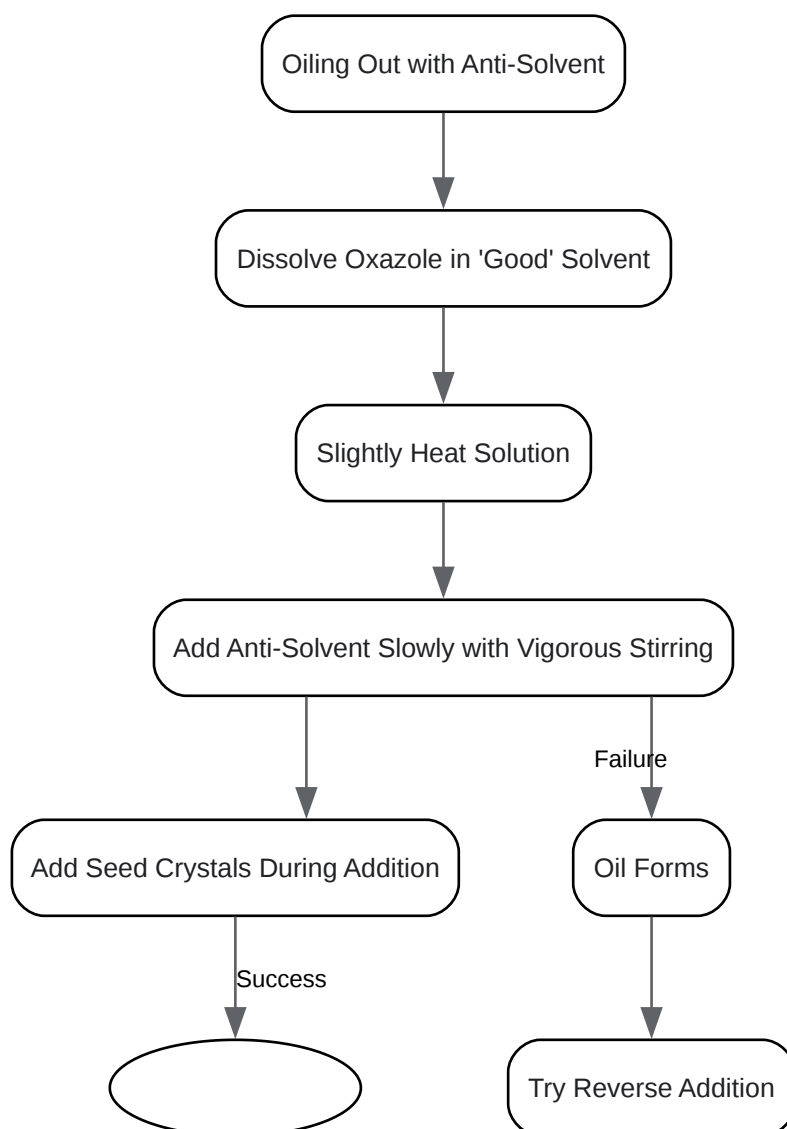 Oiling Out with Anti-Solvent
Dissolve Oxazole in 'Good' Solvent
Slightly Heat Solution
Add Anti-Solvent Slowly with Vigorous Stirring
Failure
Add Seed Crystals During Addition
Oil Forms
Success
Try Reverse Addition